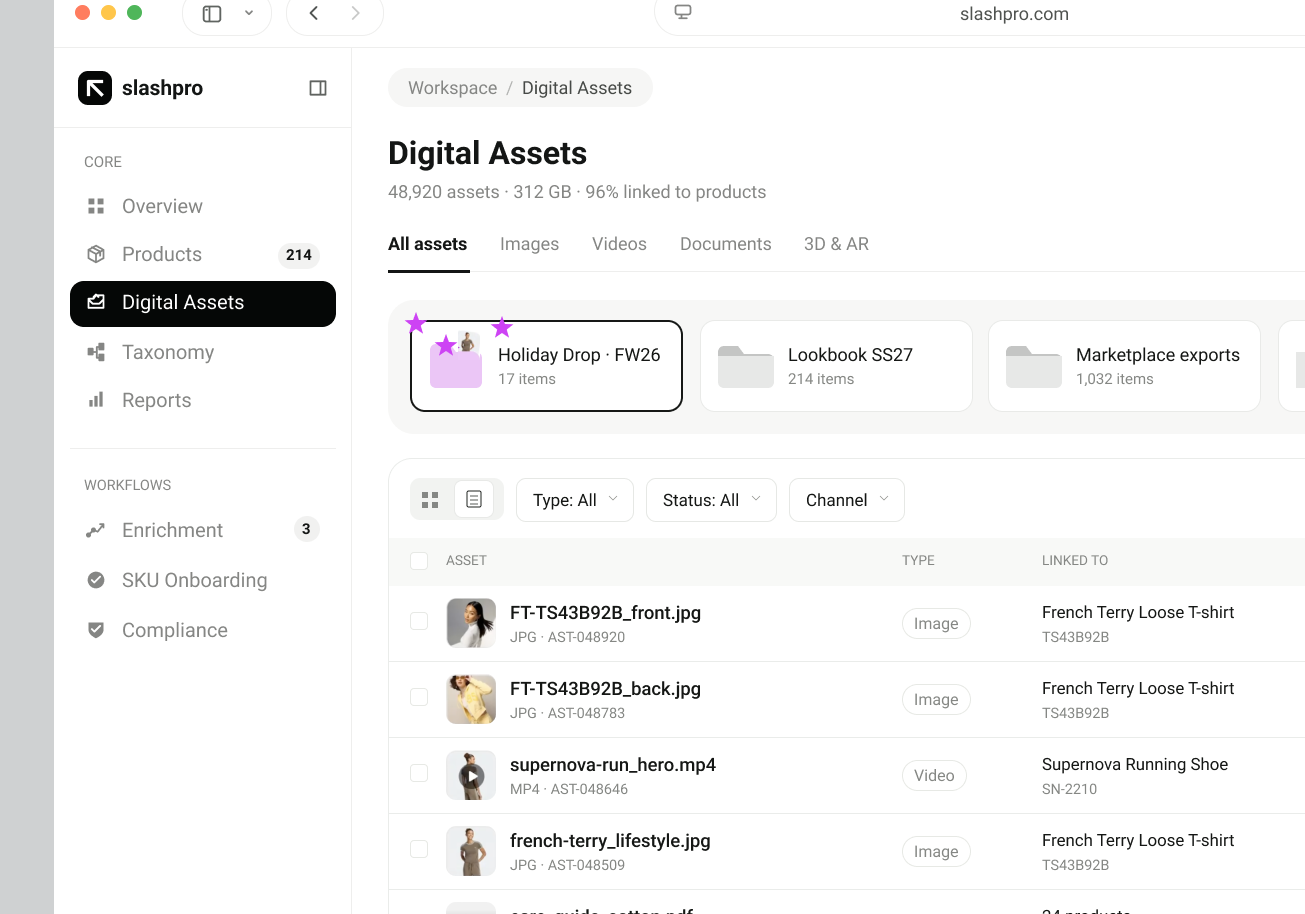 slashpro.com
slashpro
CORE
Overview
Products 214
Digital Assets
Taxonomy
Reports
WORKFLOWS
Enrichment 3
SKU Onboarding
Compliance
Workspace / Digital Assets
Digital Assets
48,920 assets · 312 GB · 96% linked to products
All assets Images Videos Documents 3D & AR
Holiday Drop · FW26
17 items
Lookbook SS27
214 items
Marketplace exports
1,032 items
Type: All Status: All Channel
ASSET TYPE LINKED TO
FT-TS43B92B_front.jpg Image French Terry Loose T-shirt
JPG · AST-048920 TS43B92B
FT-TS43B92B_back.jpg Image French Terry Loose T-shirt
JPG · AST-048783 TS43B92B
supernova-run_hero.mp4 Video Supernova Running Shoe
MP4 · AST-048646 SN-2210
french-terry_lifestyle.jpg Image French Terry Loose T-shirt
JPG · AST-048509 TS43B92B